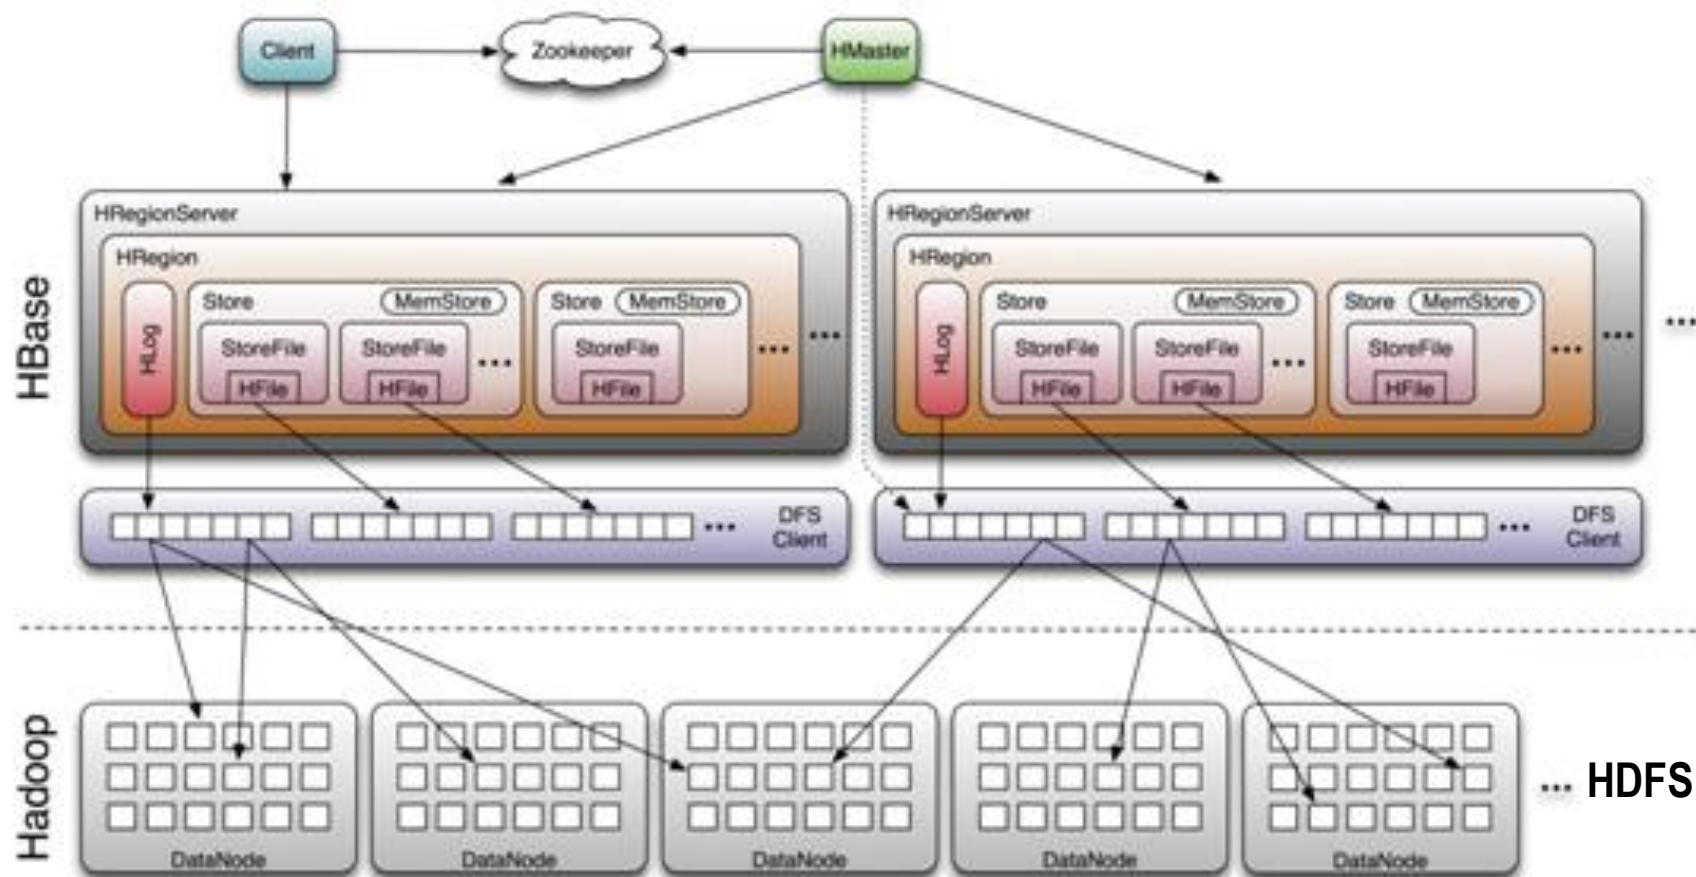 Client
Zookeeper
HMaster
HBase
HRegionServer
HRegion
HLog
Store
MemStore
StoreFile
HFile
StoreFile
HFile
...
Store
MemStore
StoreFile
HFile
...
...
HRegionServer
HRegion
HLog
Store
MemStore
StoreFile
HFile
StoreFile
HFile
...
Store
MemStore
StoreFile
HFile
...
...
...
...
DFS
Client
...
DFS
Client
Hadoop
DataNode
DataNode
DataNode
DataNode
DataNode
... HDFS